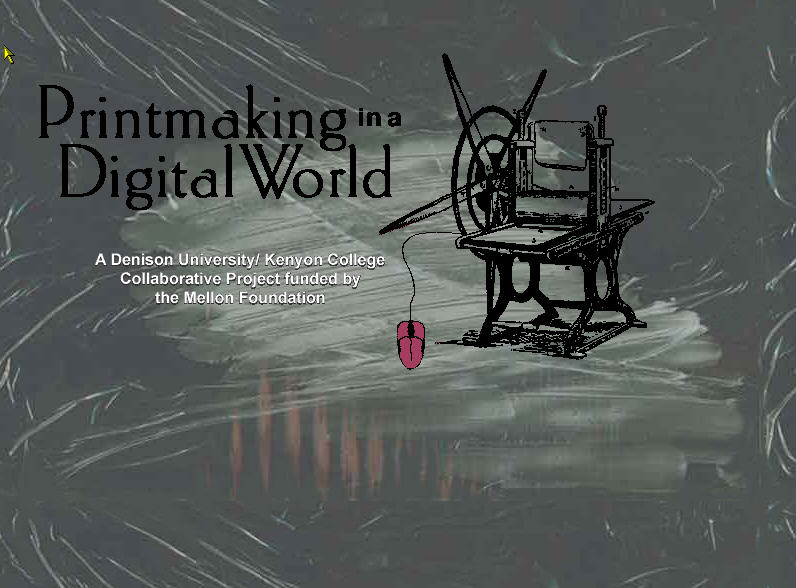 Printmaking in a
Digital World
A Denison University/ Kenyon College
Collaborative Project funded by
the Mellon Foundation